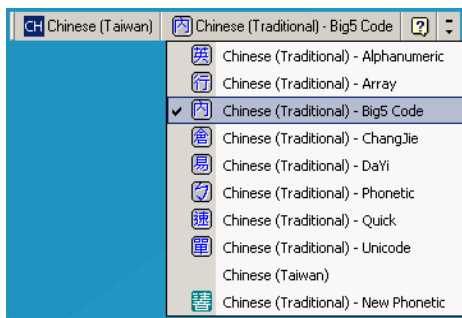 CH Chinese (Taiwan) 內 Chinese (Traditional) - Big5 Code ?
英 Chinese (Traditional) - Alphanumeric
行 Chinese (Traditional) - Array
內 Chinese (Traditional) - Big5 Code
倉 Chinese (Traditional) - ChangJie
易 Chinese (Traditional) - DaYi
ㄅ Chinese (Traditional) - Phonetic
速 Chinese (Traditional) - Quick
單 Chinese (Traditional) - Unicode
Chinese (Taiwan)
Chinese (Traditional) - New Phonetic